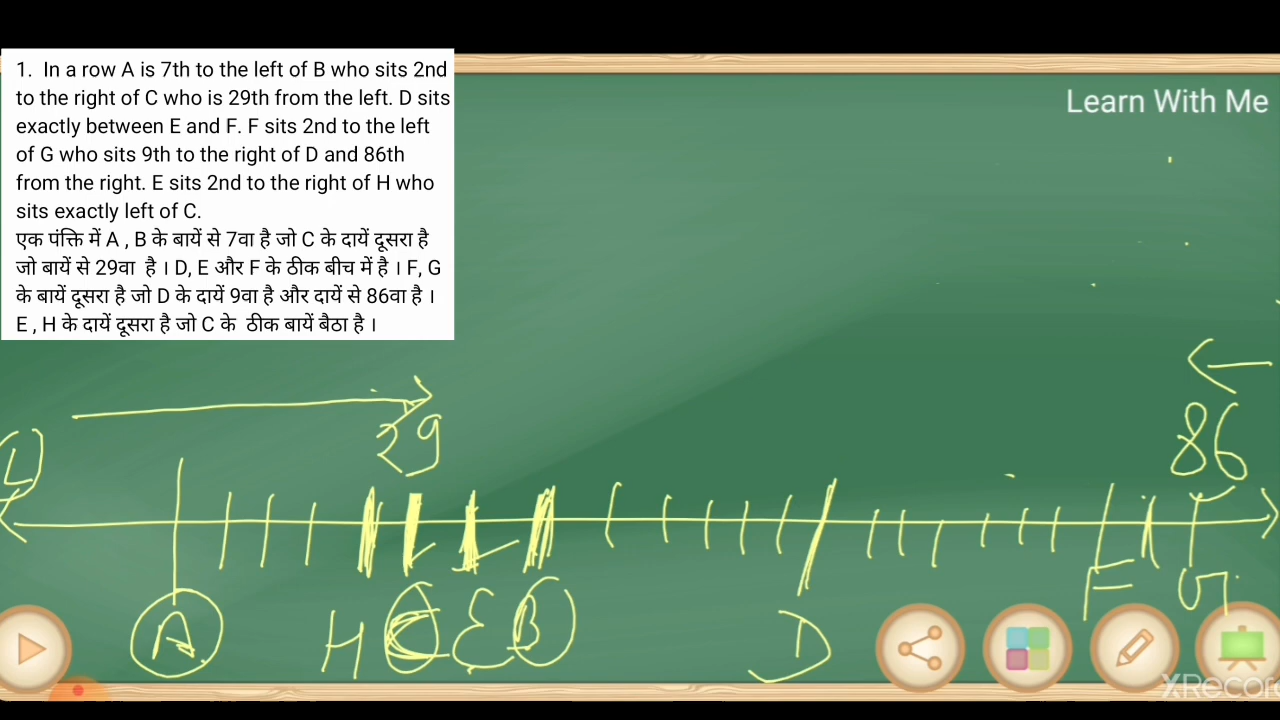 1. In a row A is 7th to the left of B who sits 2nd
to the right of C who is 29th from the left. D sits
exactly between E and F. F sits 2nd to the left
of G who sits 9th to the right of D and 86th
from the right. E sits 2nd to the right of H who
sits exactly left of C.
एक पंक्ति में A , B के बायें से 7वा है जो C के दायें दूसरा है
जो बायें से 29वा है । D, E और F के ठीक बीच में है । F, G
के बायें दूसरा है जो D के दायें 9वा है और दायें से 86वा है ।
E , H के दायें दूसरा है जो C के ठीक बायें बैठा है ।
Learn With Me
29
86
L
A H C E B D F G
XRecor